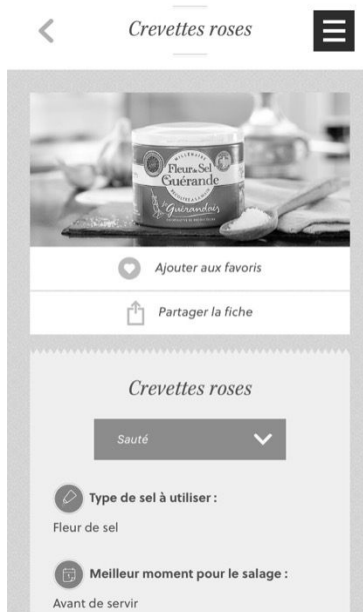 Crevettes roses
MILLÉNAIRE
Fleur de Sel
Guérande
Le Guérandais
Ajouter aux favoris
Partager la fiche
Crevettes roses
Sauté
Type de sel à utiliser :
Fleur de sel
Meilleur moment pour le salage :
Avant de servir